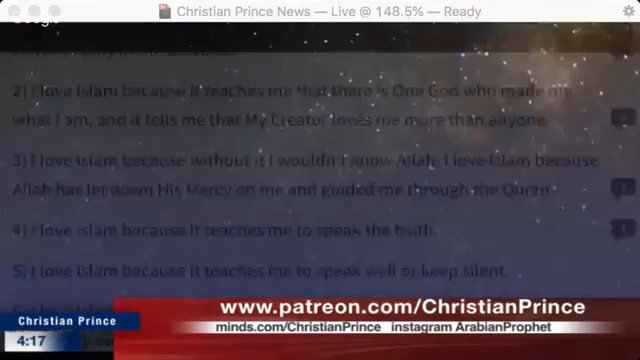 Christian Prince News — Live @ 148.5% — Ready
Google
2) I love Islam because it teaches me that there is One God who made me
what I am, and it tells me that My Creator loves me more than anyone.
3) I love Islam because without it I wouldn't know Allah. I love Islam because
Allah has let down His Mercy on me and guided me through the Quran.
4) I love Islam because it teaches me to speak the truth.
5) I love Islam because it teaches me to speak well or keep silent.
www.patreon.com/ChristianPrince
Christian Prince
minds.com/ChristianPrince instagram ArabianProphet
4:17